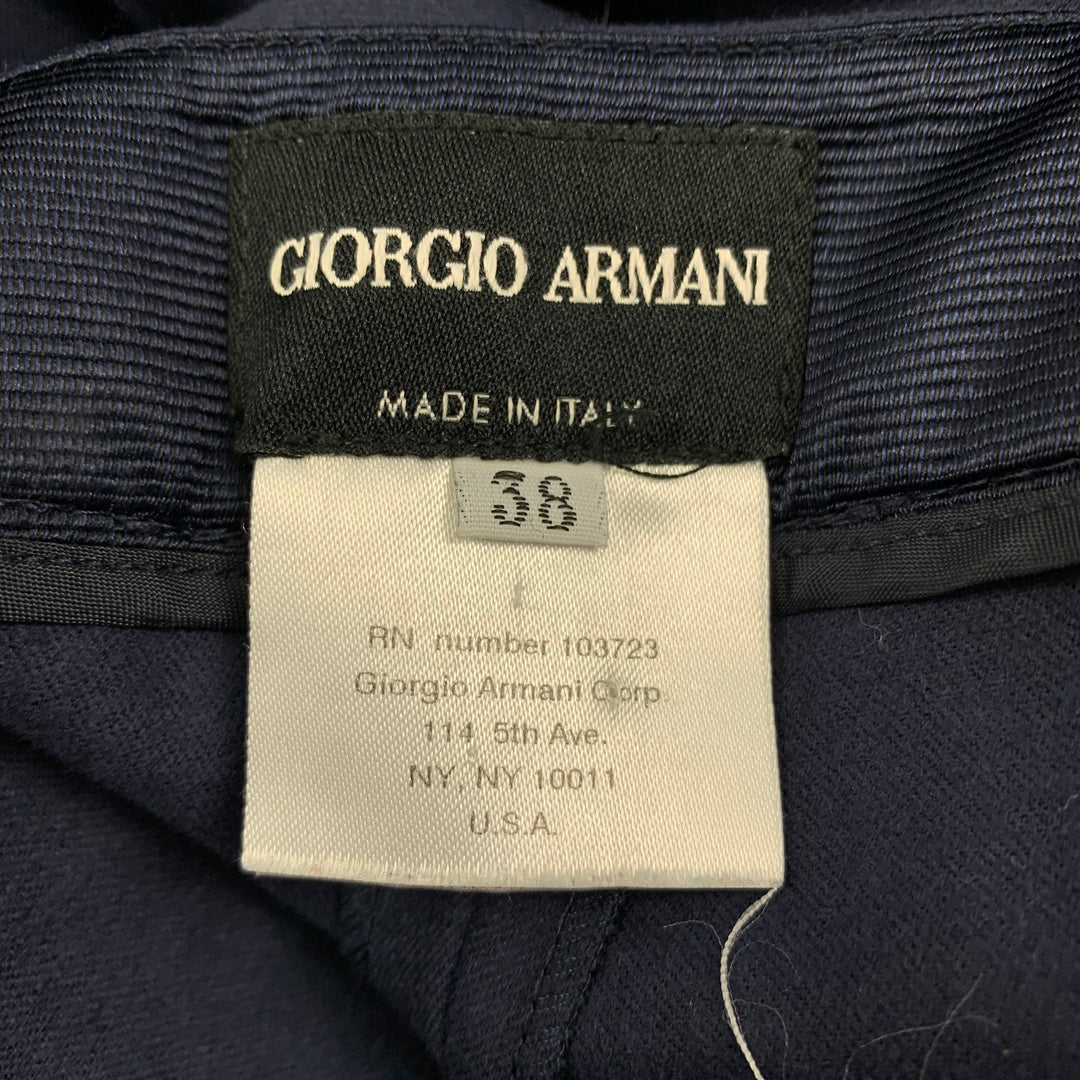 GIORGIO ARMANI
MADE IN ITALY
38
RN number 103723
Giorgio Armani Corp.
114 5th Ave.
NY, NY 10011
U.S.A.